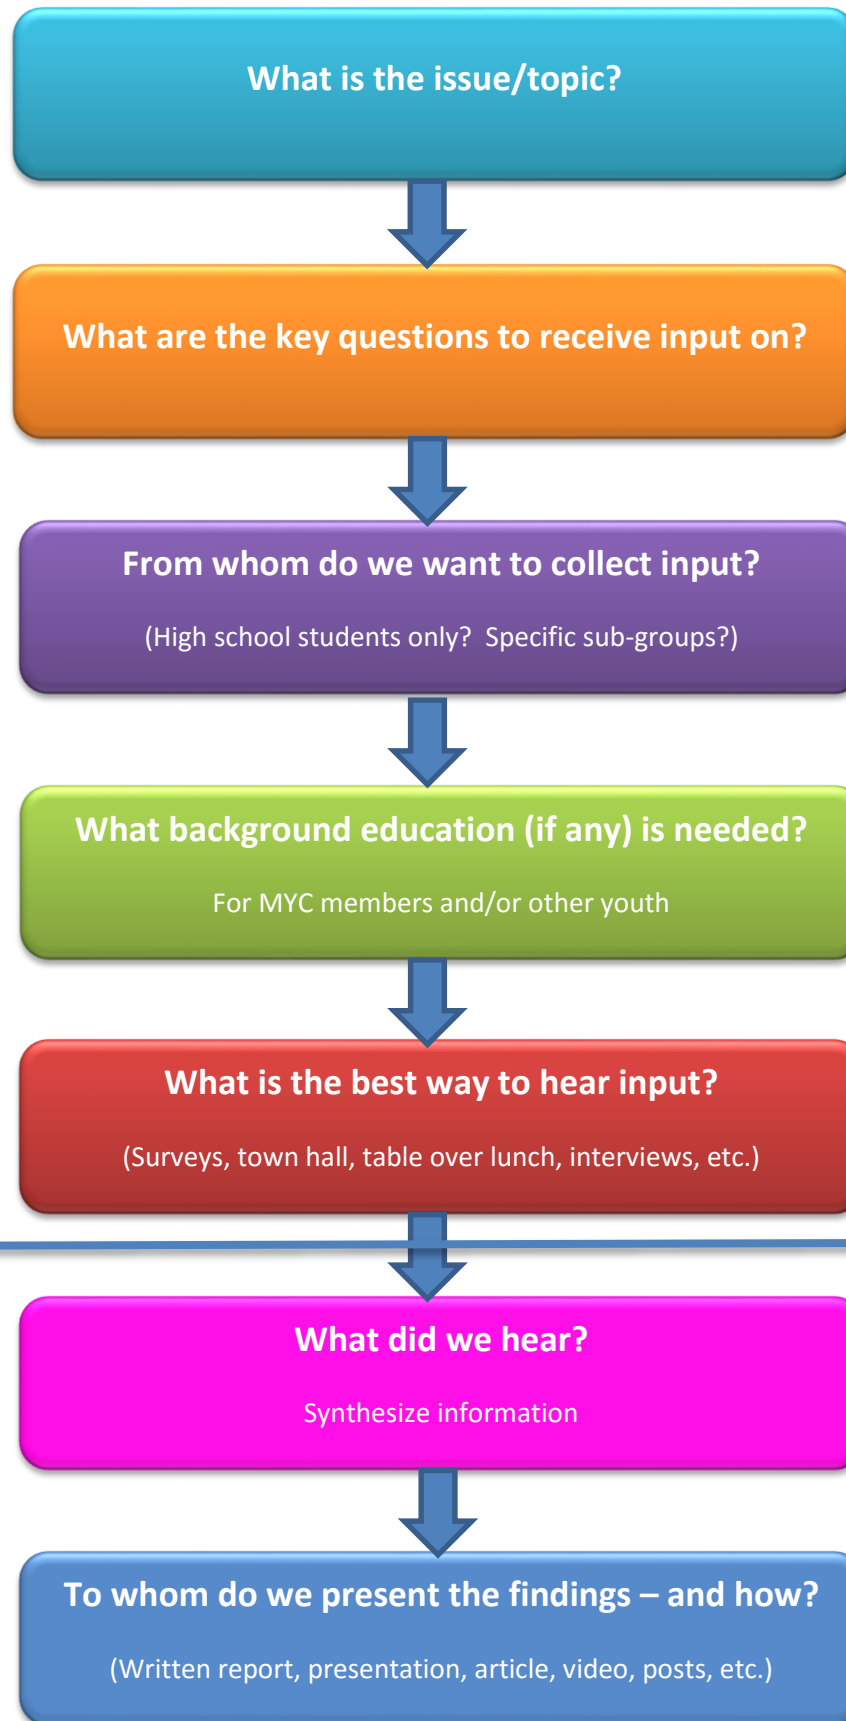 What is the issue/topic?
What are the key questions to receive input on?
From whom do we want to collect input?
(High school students only?  Specific sub-groups?)
What background education (if any) is needed?
For MYC members and/or other youth
What is the best way to hear input?
(Surveys, town hall, table over lunch, interviews, etc.)
What did we hear?
Synthesize information
To whom do we present the findings – and how?
(Written report, presentation, article, video, posts, etc.)